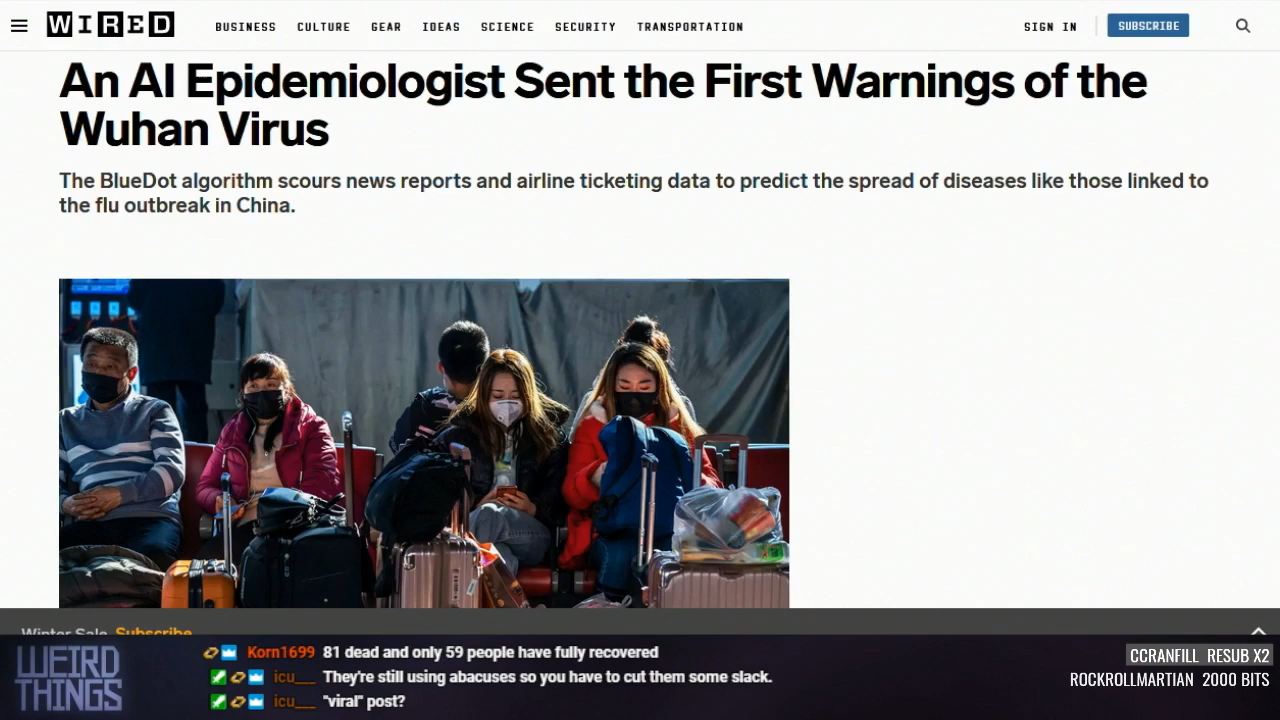 WIRED
BUSINESS CULTURE GEAR IDEAS SCIENCE SECURITY TRANSPORTATION
SIGN IN
SUBSCRIBE
An AI Epidemiologist Sent the First Warnings of the
Wuhan Virus
The BlueDot algorithm scours news reports and airline ticketing data to predict the spread of diseases like those linked to
the flu outbreak in China.
Winter Sale. Subscribe
WEIRD
THINGS
Korn1699 81 dead and only 59 people have fully recovered
icu___ They're still using abacuses so you have to cut them some slack.
icu___ "viral" post?
CCRANFILL RESUB X2
ROCKROLLMARTIAN 2000 BITS